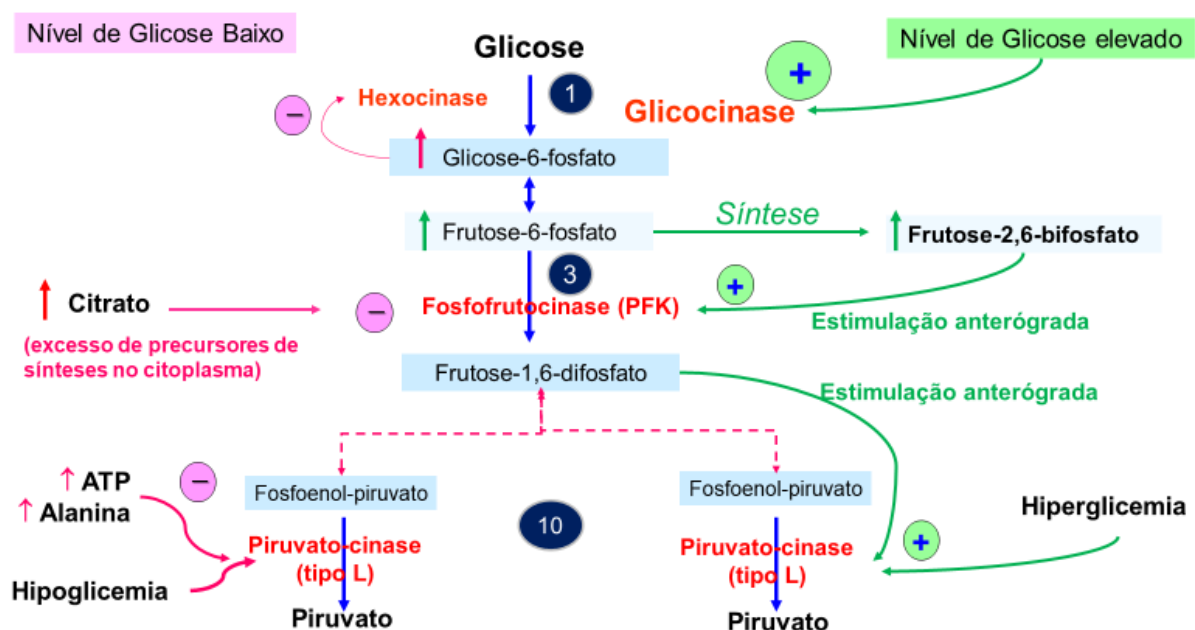 Nível de Glicose Baixo
Glicose
Nível de Glicose elevado
+
1
Hexocinase
Glicocinase
−
Glicose-6-fosfato
Síntese
Frutose-6-fosfato
Frutose-2,6-bifosfato
3
+
Citrato
−
Fosfofrutocinase (PFK)
Estimulação anterógrada
(excesso de precursores de
sínteses no citoplasma)
Frutose-1,6-difosfato
Estimulação anterógrada
↑ ATP
−
↑ Alanina
Fosfoenol-piruvato
Fosfoenol-piruvato
10
Hiperglicemia
+
Piruvato-cinase
(tipo L)
Piruvato-cinase
(tipo L)
Hipoglicemia
Piruvato
Piruvato